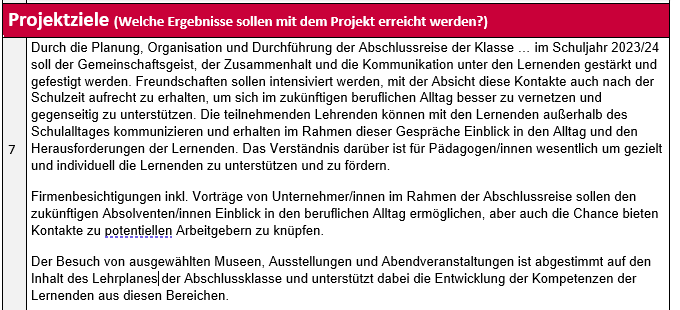 Projektziele (Welche Ergebnisse sollen mit dem Projekt erreicht werden?)
Durch die Planung, Organisation und Durchführung der Abschlussreise der Klasse … im Schuljahr 2023/24
soll der Gemeinschaftsgeist, der Zusammenhalt und die Kommunikation unter den Lernenden gestärkt und
gefestigt werden. Freundschaften sollen intensiviert werden, mit der Absicht diese Kontakte auch nach der
Schulzeit aufrecht zu erhalten, um sich im zukünftigen beruflichen Alltag besser zu vernetzen und
gegenseitig zu unterstützen. Die teilnehmenden Lehrenden können mit den Lernenden außerhalb des
Schulalltages kommunizieren und erhalten im Rahmen dieser Gespräche Einblick in den Alltag und den
7 Herausforderungen der Lernenden. Das Verständnis darüber ist für Pädagogen/innen wesentlich um gezielt
und individuell die Lernenden zu unterstützen und zu fördern.
Firmenbesichtigungen inkl. Vorträge von Unternehmer/innen im Rahmen der Abschlussreise sollen den
zukünftigen Absolventen/innen Einblick in den beruflichen Alltag ermöglichen, aber auch die Chance bieten
Kontakte zu potentiellen Arbeitgebern zu knüpfen.
Der Besuch von ausgewählten Museen, Ausstellungen und Abendveranstaltungen ist abgestimmt auf den
Inhalt des Lehrplanes der Abschlussklasse und unterstützt dabei die Entwicklung der Kompetenzen der
Lernenden aus diesen Bereichen.